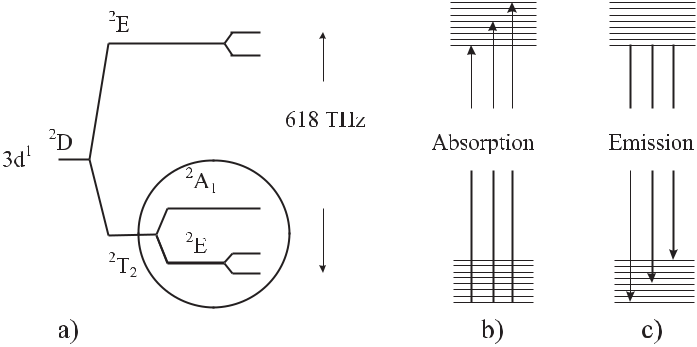 ²E
618 THz
²D
3d¹
²A₁
²E
²T₂
a)
Absorption
b)
Emission
c)